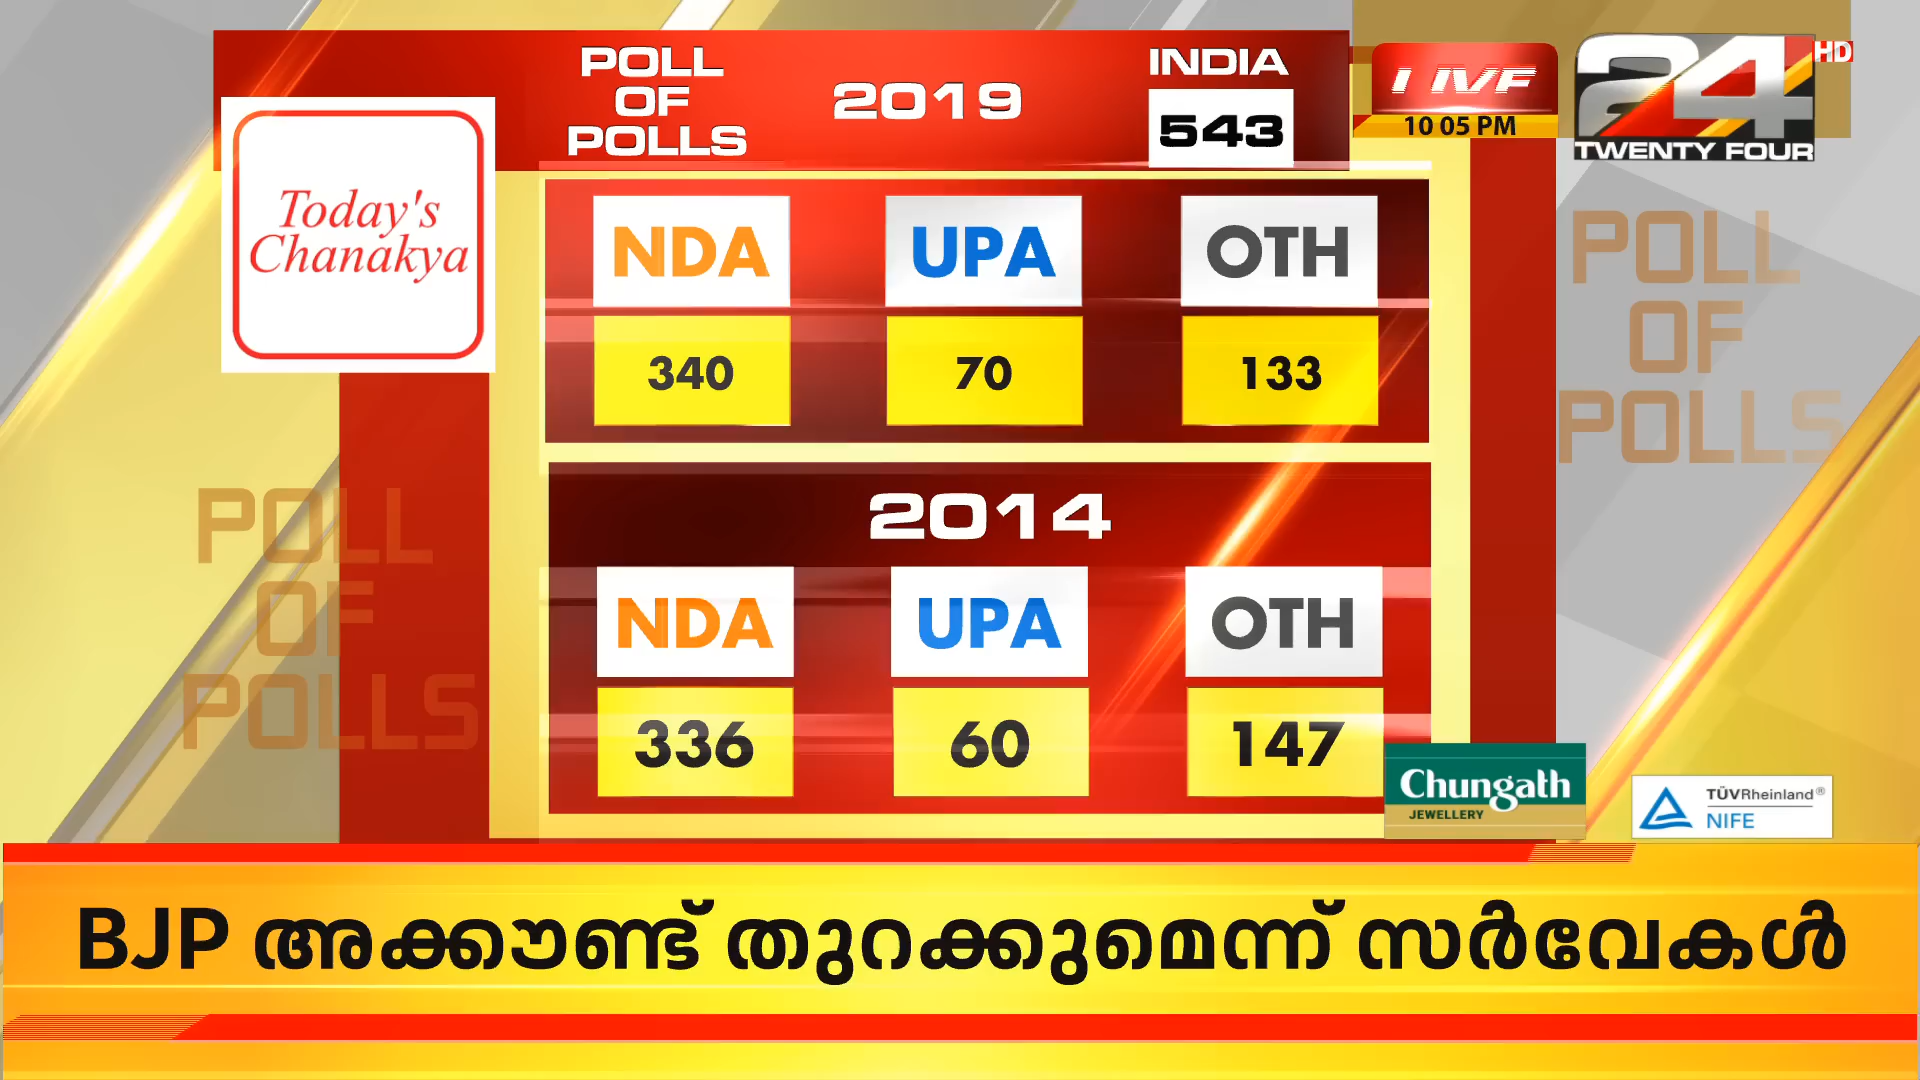 POLL
OF
POLLS
2019
INDIA
543
LIVE
10 05 PM
24
HD
TWENTY FOUR
Today's
Chanakya
NDA
UPA
OTH
340
70
133
2014
NDA
UPA
OTH
336
60
147
POLL
OF
POLLS
POLL
OF
POLLS
Chungath
JEWELLERY
TÜVRheinland®
NIFE
BJP അക്കൗണ്ട് തുറക്കുമെന്ന് സർവേകൾ